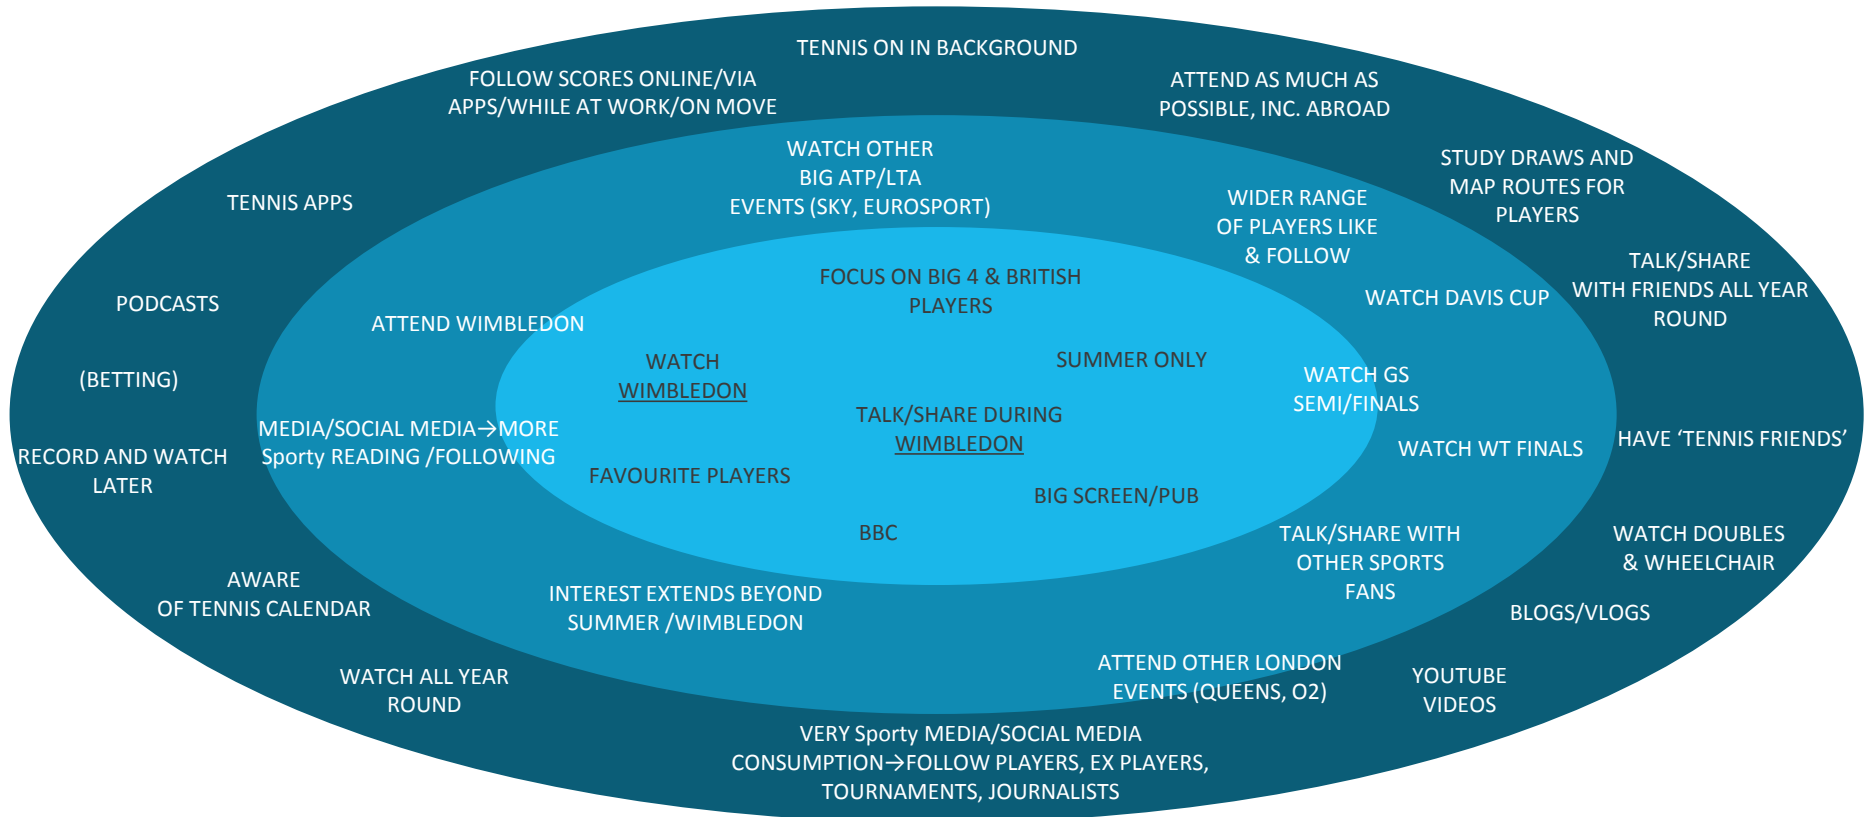 TENNIS ON IN BACKGROUND
FOLLOW SCORES ONLINE/VIA
APPS/WHILE AT WORK/ON MOVE
ATTEND AS MUCH AS
POSSIBLE, INC. ABROAD
WATCH OTHER
BIG ATP/LTA
EVENTS (SKY, EUROSPORT)
STUDY DRAWS AND
MAP ROUTES FOR
PLAYERS
TENNIS APPS
WIDER RANGE
OF PLAYERS LIKE
& FOLLOW
TALK/SHARE
WITH FRIENDS ALL YEAR
ROUND
FOCUS ON BIG 4 & BRITISH
PLAYERS
PODCASTS
WATCH DAVIS CUP
ATTEND WIMBLEDON
WATCH
WIMBLEDON
SUMMER ONLY
(BETTING)
WATCH GS
SEMI/FINALS
TALK/SHARE DURING
WIMBLEDON
MEDIA/SOCIAL MEDIA→MORE
Sporty READING /FOLLOWING
HAVE ‘TENNIS FRIENDS’
RECORD AND WATCH
LATER
WATCH WT FINALS
FAVOURITE PLAYERS
BIG SCREEN/PUB
BBC
TALK/SHARE WITH
OTHER SPORTS
FANS
WATCH DOUBLES
& WHEELCHAIR
AWARE
OF TENNIS CALENDAR
INTEREST EXTENDS BEYOND
SUMMER /WIMBLEDON
BLOGS/VLOGS
ATTEND OTHER LONDON
EVENTS (QUEENS, O2)
WATCH ALL YEAR
ROUND
YOUTUBE
VIDEOS
VERY Sporty MEDIA/SOCIAL MEDIA
CONSUMPTION→FOLLOW PLAYERS, EX PLAYERS,
TOURNAMENTS, JOURNALISTS